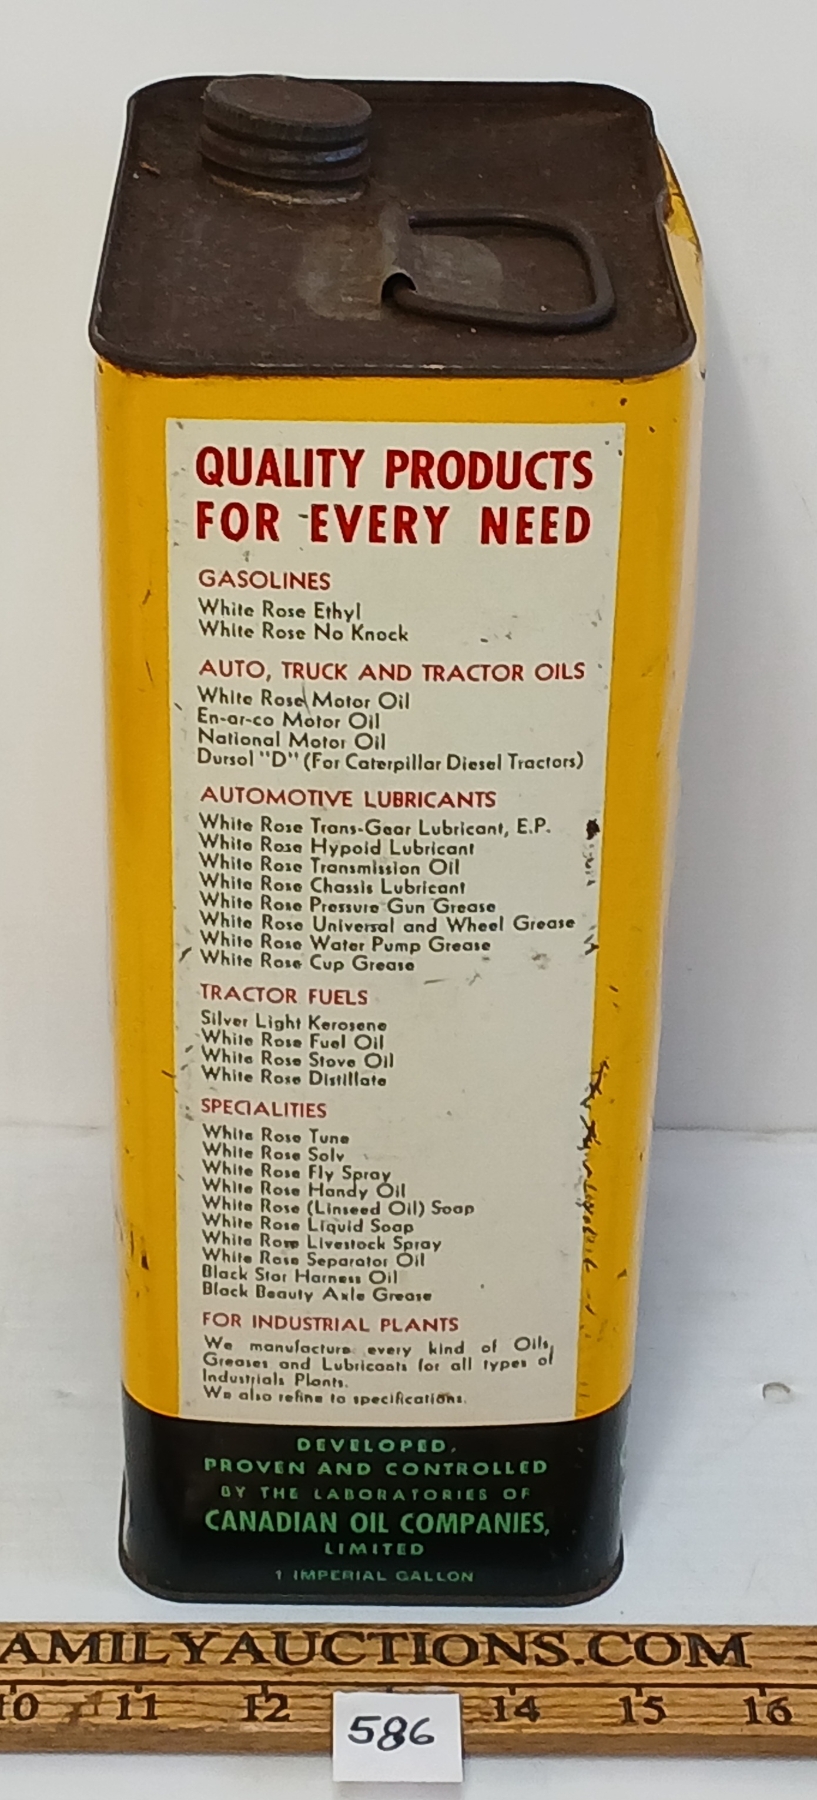 QUALITY PRODUCTS
FOR EVERY NEED
GASOLINES
White Rose Ethyl
White Rose No Knock
AUTO, TRUCK AND TRACTOR OILS
White Rose Motor Oil
En-ar-co Motor Oil
National Motor Oil
Dursol "D" (For Caterpillar Diesel Tractors)
AUTOMOTIVE LUBRICANTS
White Rose Trans-Gear Lubricant, E.P.
White Rose Hypoid Lubricant
White Rose Transmission Oil
White Rose Chassis Lubricant
White Rose Pressure Gun Grease
White Rose Universal and Wheel Grease
White Rose Water Pump Grease
White Rose Cup Grease
TRACTOR FUELS
Silver Light Kerosene
White Rose Fuel Oil
White Rose Stove Oil
White Rose Distillate
SPECIALITIES
White Rose Tune
White Rose Solv
White Rose Fly Spray
White Rose Handy Oil
White Rose (Linseed Oil) Soap
White Rose Liquid Soap
White Rose Livestock Spray
White Rose Separator Oil
Black Star Harness Oil
Black Beauty Axle Grease
FOR INDUSTRIAL PLANTS
We manufacture every kind of Oils,
Greases and Lubricants for all types of
Industrials Plants.
We also refine to specifications.
DEVELOPED,
PROVEN AND CONTROLLED
BY THE LABORATORIES OF
CANADIAN OIL COMPANIES,
LIMITED
1 IMPERIAL GALLON
AMILYAUCTIONS.COM
10 11 12 14 15 16
586